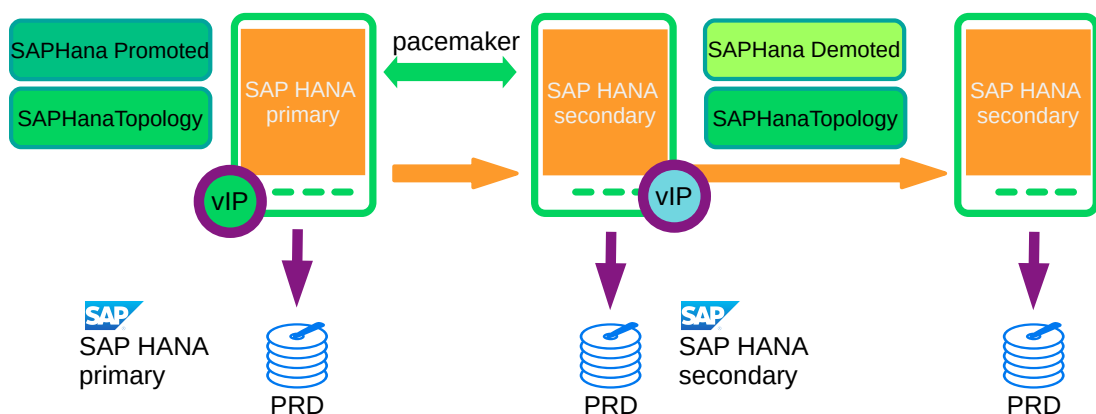 SAPHana Promoted
SAPHanaTopology
SAP HANA
primary
vIP
pacemaker
SAP HANA
secondary
vIP
SAPHana Demoted
SAPHanaTopology
SAP HANA
secondary
SAP
SAP HANA
primary
PRD
PRD
SAP
SAP HANA
secondary
PRD